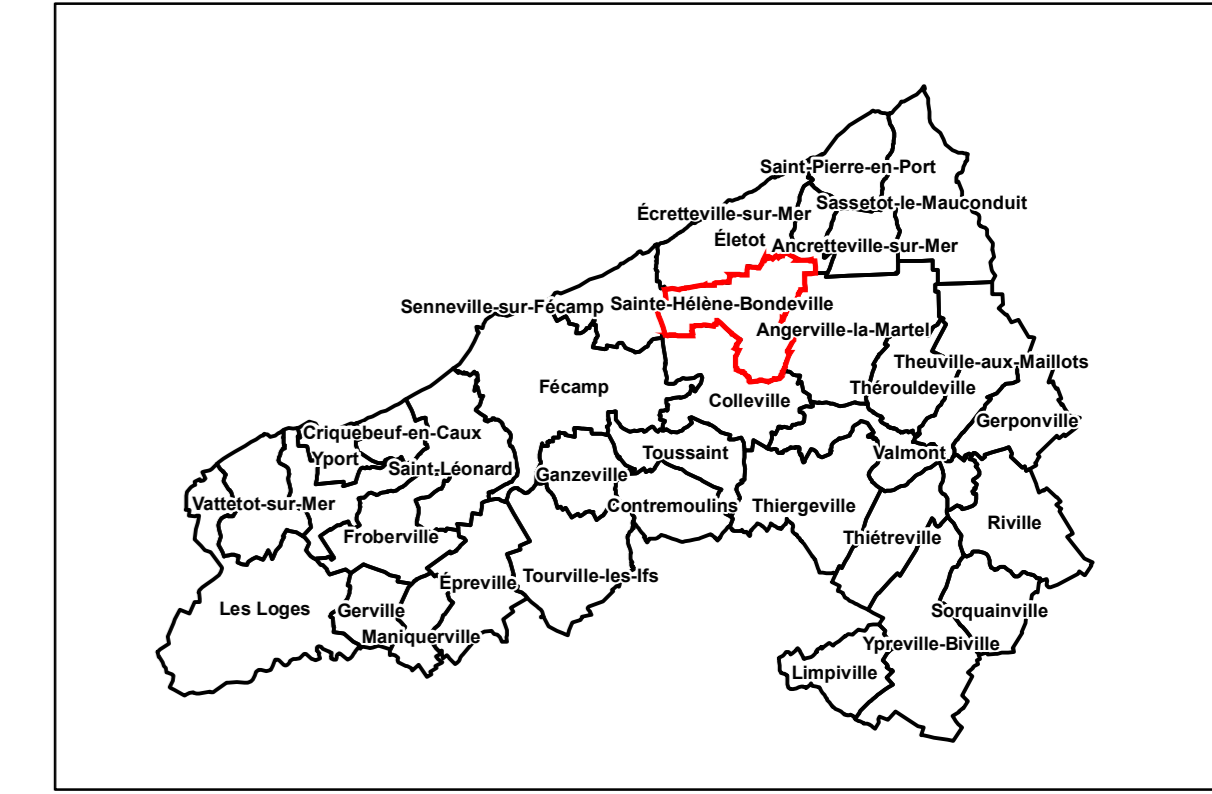 Saint-Pierre-en-Port
Sassetot-le-Mauconduit
Écretteville-sur-Mer
Életot
Ancretteville-sur-Mer
Senneville-sur-Fécamp
Sainte-Hélène-Bondeville
Angerville-la-Martel
Theuville-aux-Maillots
Fécamp
Thérouldeville
Colleville
Gerponville
Criquebeuf-en-Caux
Yport
Saint-Léonard
Toussaint
Valmont
Ganzeville
Vattetot-sur-Mer
Contremoulins
Thiergeville
Riville
Froberville
Thiétreville
Épreville
Tourville-les-Ifs
Les Loges
Gerville
Sorquainville
Maniquerville
Ypreville-Biville
Limpiville